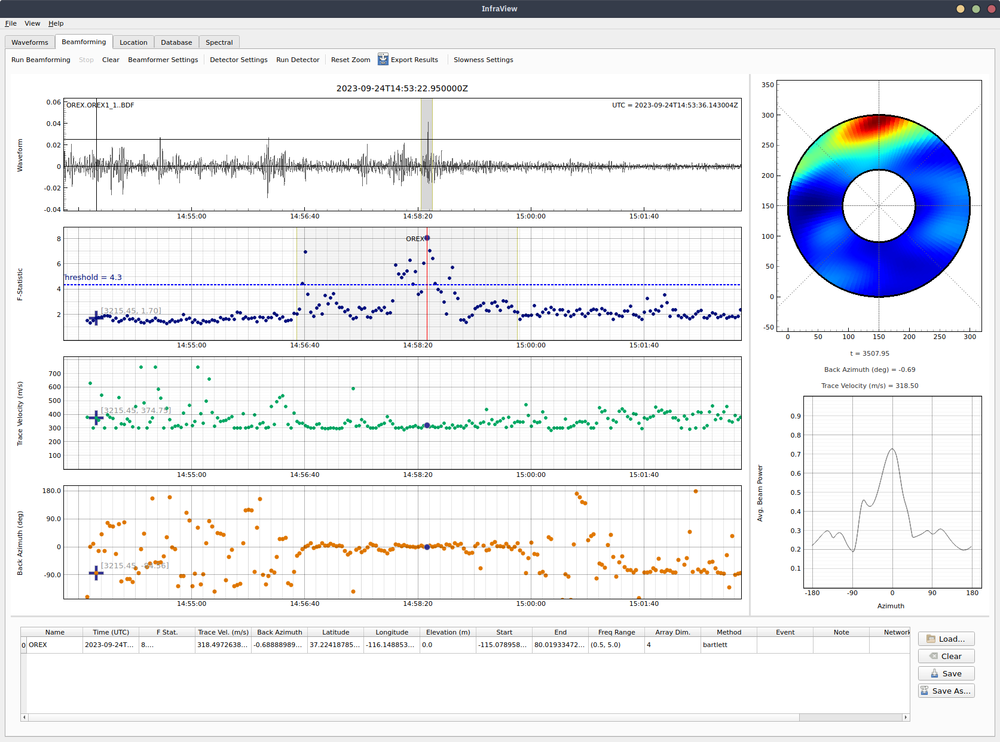 InfraView
File View Help
Waveforms Beamforming Location Database Spectral
Run Beamforming Stop Clear Beamformer Settings Detector Settings Run Detector Reset Zoom Export Results Slowness Settings
2023-09-24T14:53:22.950000Z
OREX.OREX1_1..BDF UTC = 2023-09-24T14:53:36.143004Z
Waveform
0.06
0.04
0.02
0
-0.02
-0.04
14:55:00 14:56:40 14:58:20 15:00:00 15:01:40
F-Statistic
8
6
4
2
OREX
hreshold = 4.3
[3215.45, 1.70]
14:55:00 14:56:40 14:58:20 15:00:00 15:01:40
Trace Velocity (m/s)
700
600
500
400
300
200
100
[3215.45, 374.75]
14:55:00 14:56:40 14:58:20 15:00:00 15:01:40
Back Azimuth (deg)
180.0
90.0
0
-90.0
[3215.45, -84.56]
14:55:00 14:56:40 14:58:20 15:00:00 15:01:40
350
300
250
200
150
100
50
0
-50
0 50 100 150 200 250 300
t = 3507.95
Back Azimuth (deg) = -0.69
Trace Velocity (m/s) = 318.50
Avg. Beam Power
0.9
0.8
0.7
0.6
0.5
0.4
0.3
0.2
0.1
-180 -90 0 90 180
Azimuth
Name Time (UTC) F Stat. Trace Vel. (m/s) Back Azimuth Latitude Longitude Elevation (m) Start End Freq Range Array Dim. Method Event Note Network
0 OREX 2023-09-24T... 8.... 318.4972638... -0.68888989... 37.22418785... -116.148853... 0.0 -115.078958... 80.01933472... (0.5, 5.0) 4 bartlett
Load...
Clear
Save
Save As...